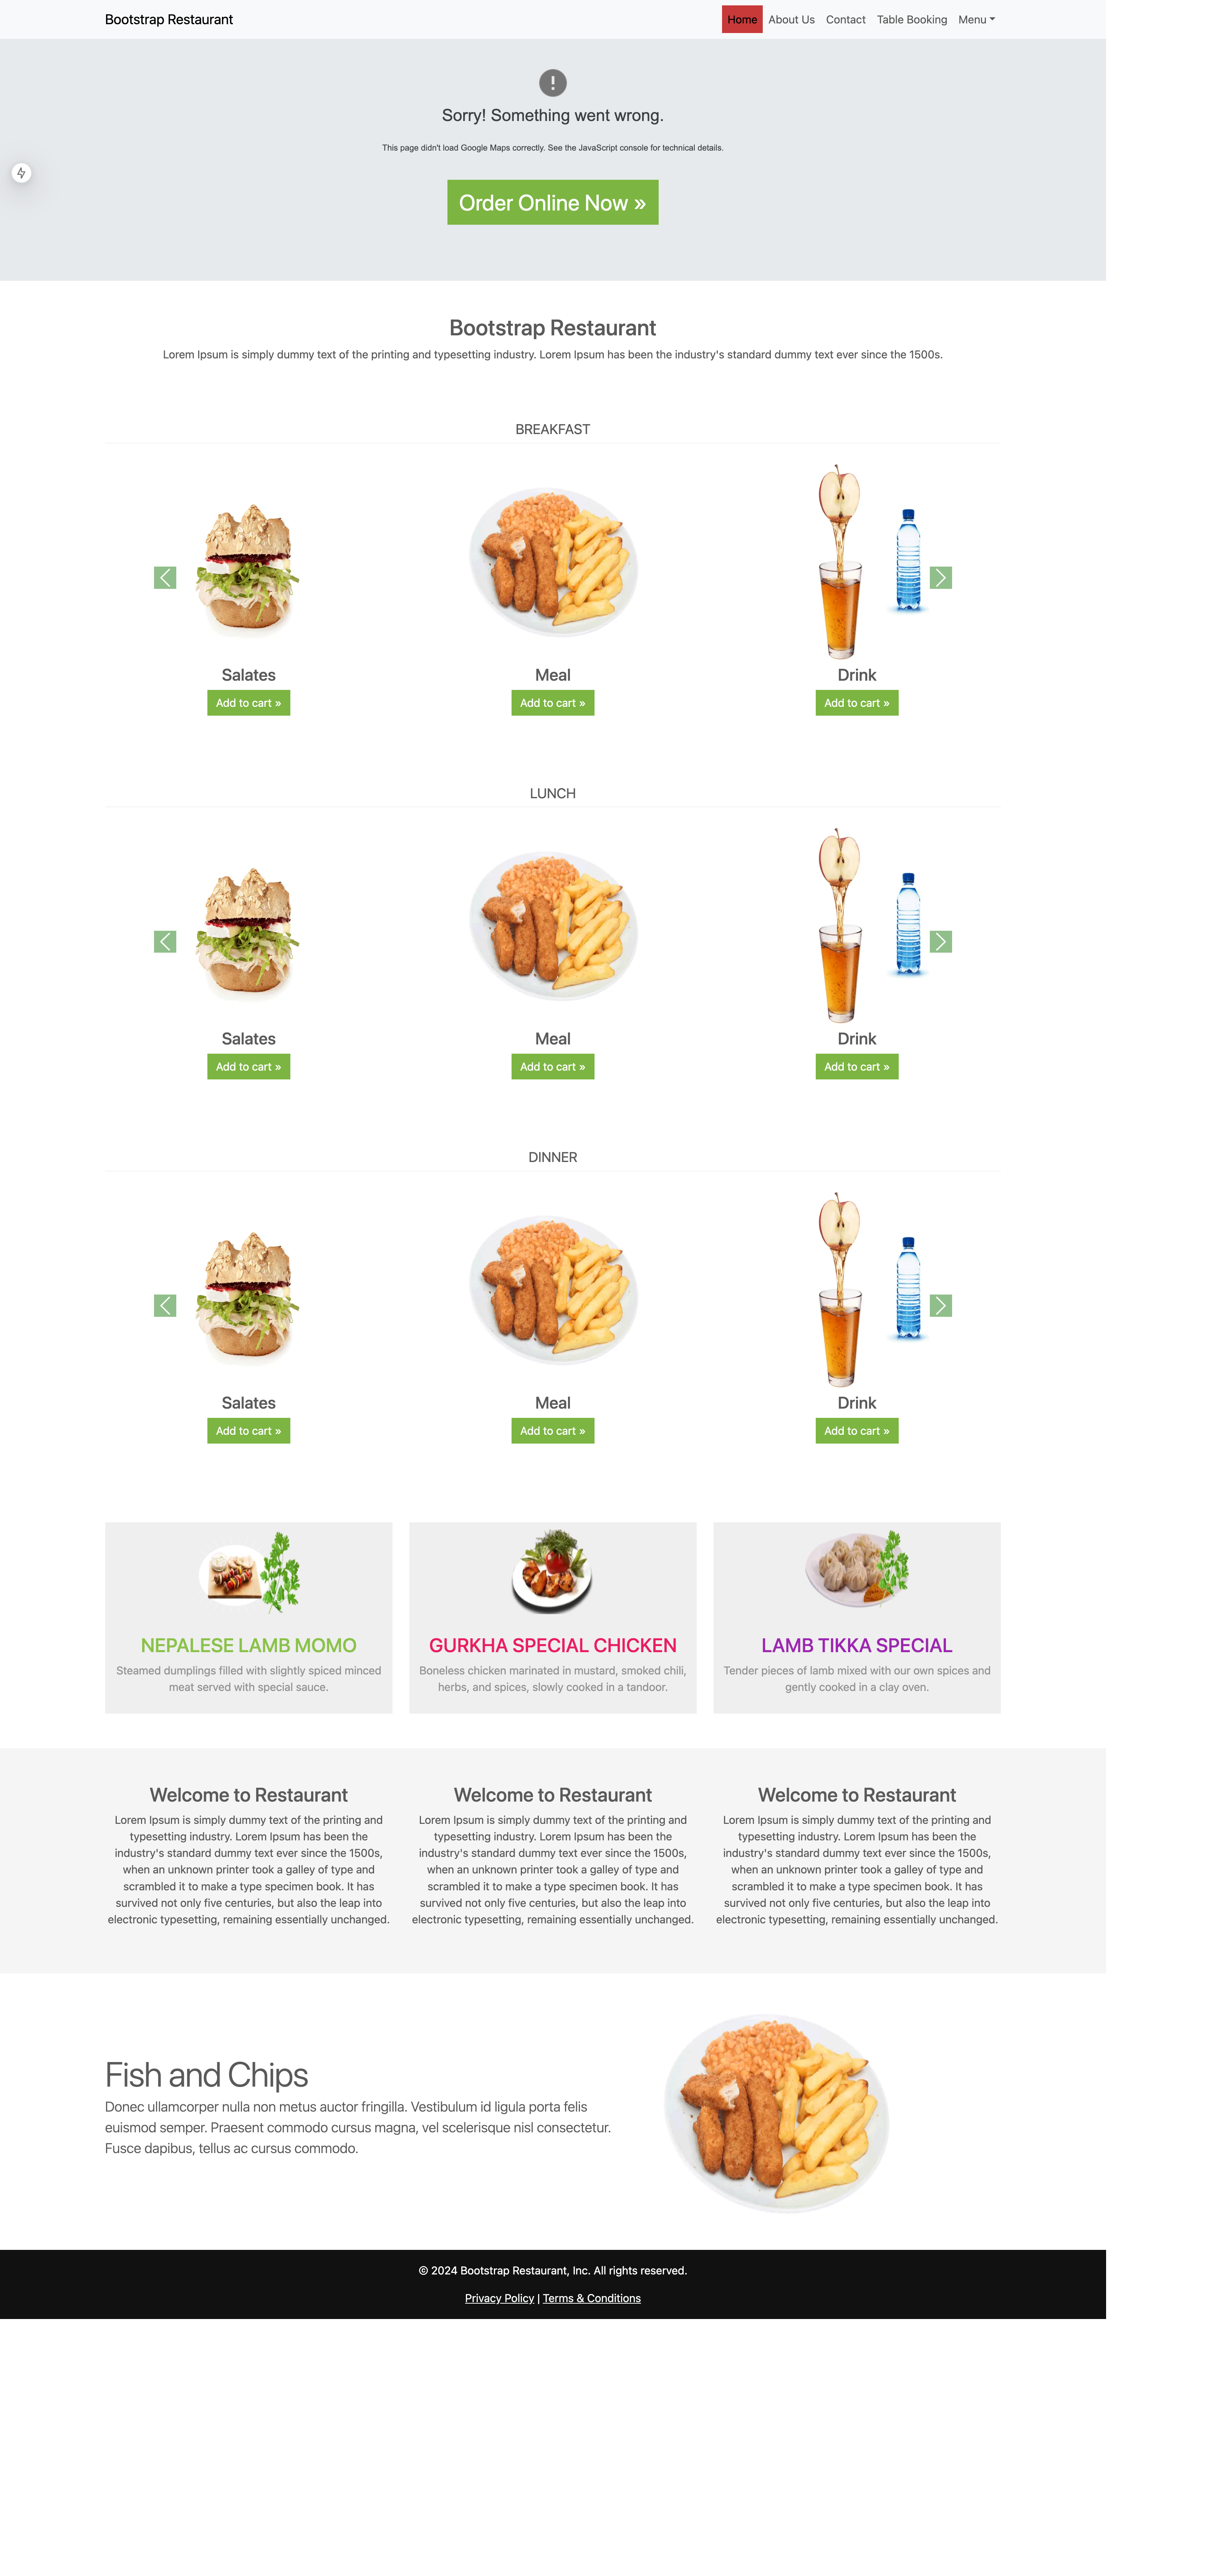 Bootstrap Restaurant
Home About Us Contact Table Booking Menu
Sorry! Something went wrong.
This page didn't load Google Maps correctly. See the JavaScript console for technical details.
Order Online Now »
Bootstrap Restaurant
Lorem Ipsum is simply dummy text of the printing and typesetting industry. Lorem Ipsum has been the industry's standard dummy text ever since the 1500s.
BREAKFAST
Salates
Add to cart »
Meal
Add to cart »
Drink
Add to cart »
LUNCH
Salates
Add to cart »
Meal
Add to cart »
Drink
Add to cart »
DINNER
Salates
Add to cart »
Meal
Add to cart »
Drink
Add to cart »
NEPALESE LAMB MOMO
Steamed dumplings filled with slightly spiced minced
meat served with special sauce.
GURKHA SPECIAL CHICKEN
Boneless chicken marinated in mustard, smoked chili,
herbs, and spices, slowly cooked in a tandoor.
LAMB TIKKA SPECIAL
Tender pieces of lamb mixed with our own spices and
gently cooked in a clay oven.
Welcome to Restaurant
Lorem Ipsum is simply dummy text of the printing and
typesetting industry. Lorem Ipsum has been the
industry's standard dummy text ever since the 1500s,
when an unknown printer took a galley of type and
scrambled it to make a type specimen book. It has
survived not only five centuries, but also the leap into
electronic typesetting, remaining essentially unchanged.
Welcome to Restaurant
Lorem Ipsum is simply dummy text of the printing and
typesetting industry. Lorem Ipsum has been the
industry's standard dummy text ever since the 1500s,
when an unknown printer took a galley of type and
scrambled it to make a type specimen book. It has
survived not only five centuries, but also the leap into
electronic typesetting, remaining essentially unchanged.
Welcome to Restaurant
Lorem Ipsum is simply dummy text of the printing and
typesetting industry. Lorem Ipsum has been the
industry's standard dummy text ever since the 1500s,
when an unknown printer took a galley of type and
scrambled it to make a type specimen book. It has
survived not only five centuries, but also the leap into
electronic typesetting, remaining essentially unchanged.
Fish and Chips
Donec ullamcorper nulla non metus auctor fringilla. Vestibulum id ligula porta felis
euismod semper. Praesent commodo cursus magna, vel scelerisque nisl consectetur.
Fusce dapibus, tellus ac cursus commodo.
© 2024 Bootstrap Restaurant, Inc. All rights reserved.
Privacy Policy | Terms & Conditions